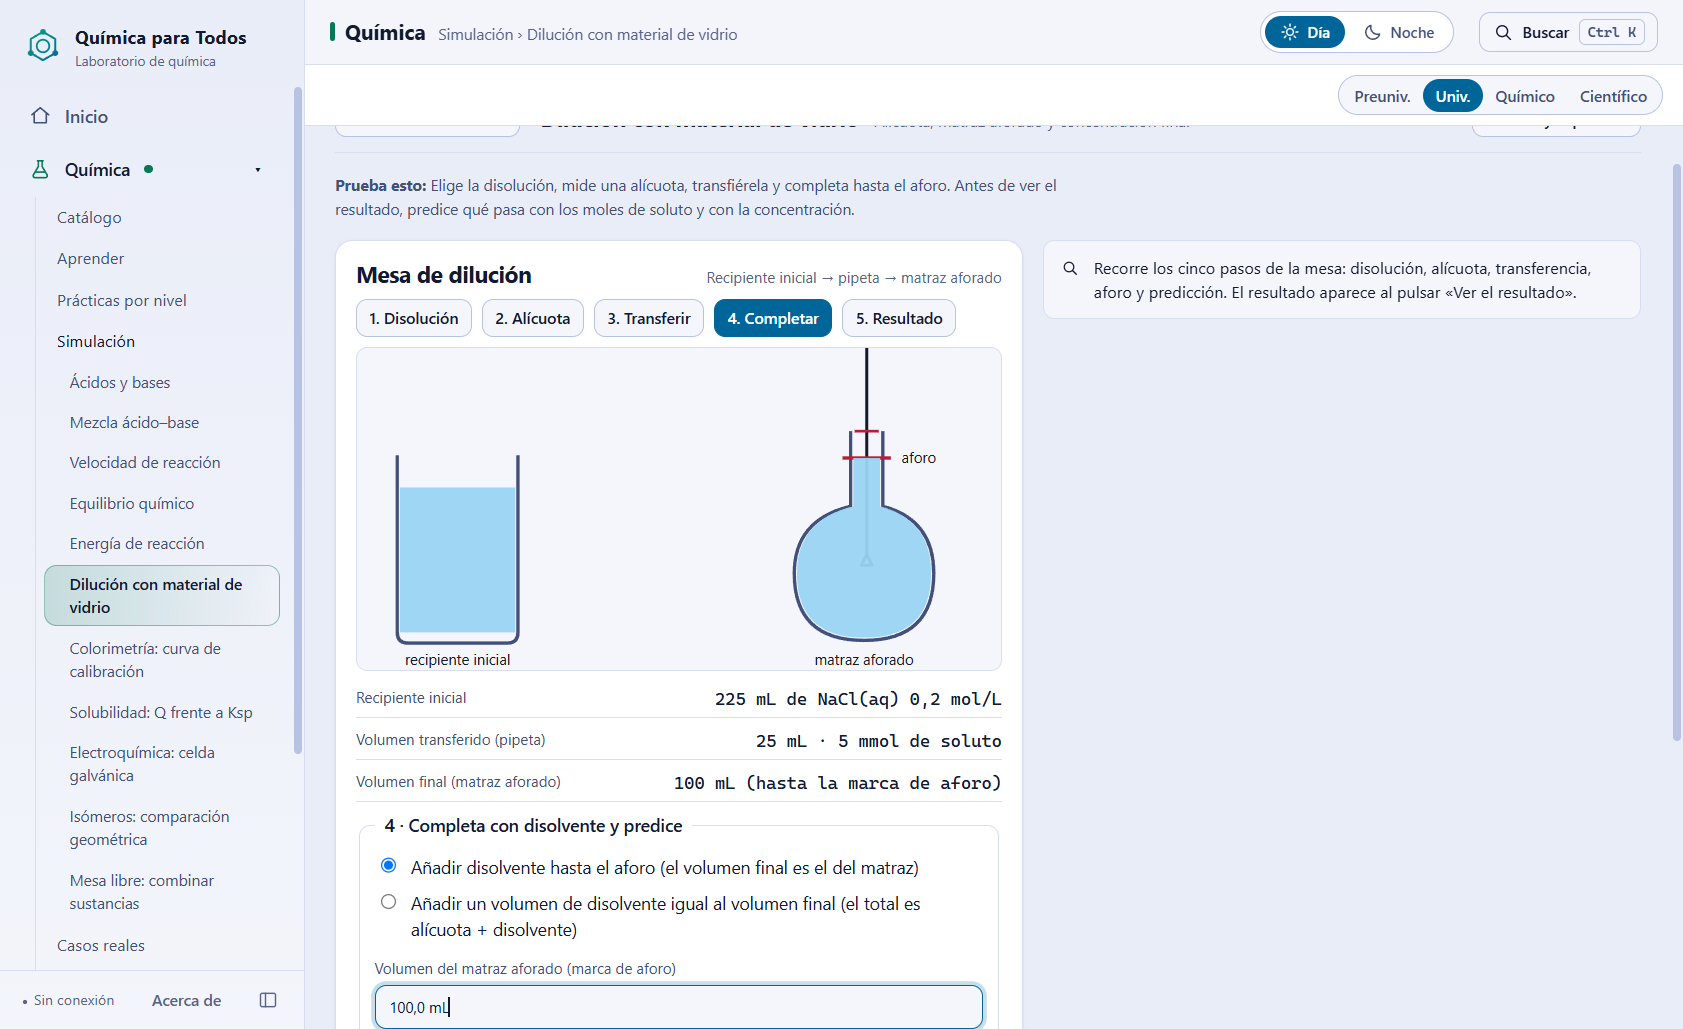 Química para Todos
Laboratorio de química
Inicio
Química
Catálogo
Aprender
Prácticas por nivel
Simulación
Ácidos y bases
Mezcla ácido–base
Velocidad de reacción
Equilibrio químico
Energía de reacción
Dilución con material de
vidrio
Colorimetría: curva de
calibración
Solubilidad: Q frente a Ksp
Electroquímica: celda
galvánica
Isómeros: comparación
geométrica
Mesa libre: combinar
sustancias
Casos reales
Sin conexión
Acerca de
Química
Simulación › Dilución con material de vidrio
Día
Noche
Buscar
Ctrl K
Preuniv.
Univ.
Químico
Científico
Prueba esto: Elige la disolución, mide una alícuota, transfiérela y completa hasta el aforo. Antes de ver el
resultado, predice qué pasa con los moles de soluto y con la concentración.
Mesa de dilución
Recipiente inicial → pipeta → matraz aforado
1. Disolución
2. Alícuota
3. Transferir
4. Completar
5. Resultado
aforo
recipiente inicial
matraz aforado
Recipiente inicial
225 mL de NaCl(aq) 0,2 mol/L
Volumen transferido (pipeta)
25 mL · 5 mmol de soluto
Volumen final (matraz aforado)
100 mL (hasta la marca de aforo)
4 · Completa con disolvente y predice
Añadir disolvente hasta el aforo (el volumen final es el del matraz)
Añadir un volumen de disolvente igual al volumen final (el total es
alícuota + disolvente)
Volumen del matraz aforado (marca de aforo)
100,0 mL
Recorre los cinco pasos de la mesa: disolución, alícuota, transferencia,
aforo y predicción. El resultado aparece al pulsar «Ver el resultado».